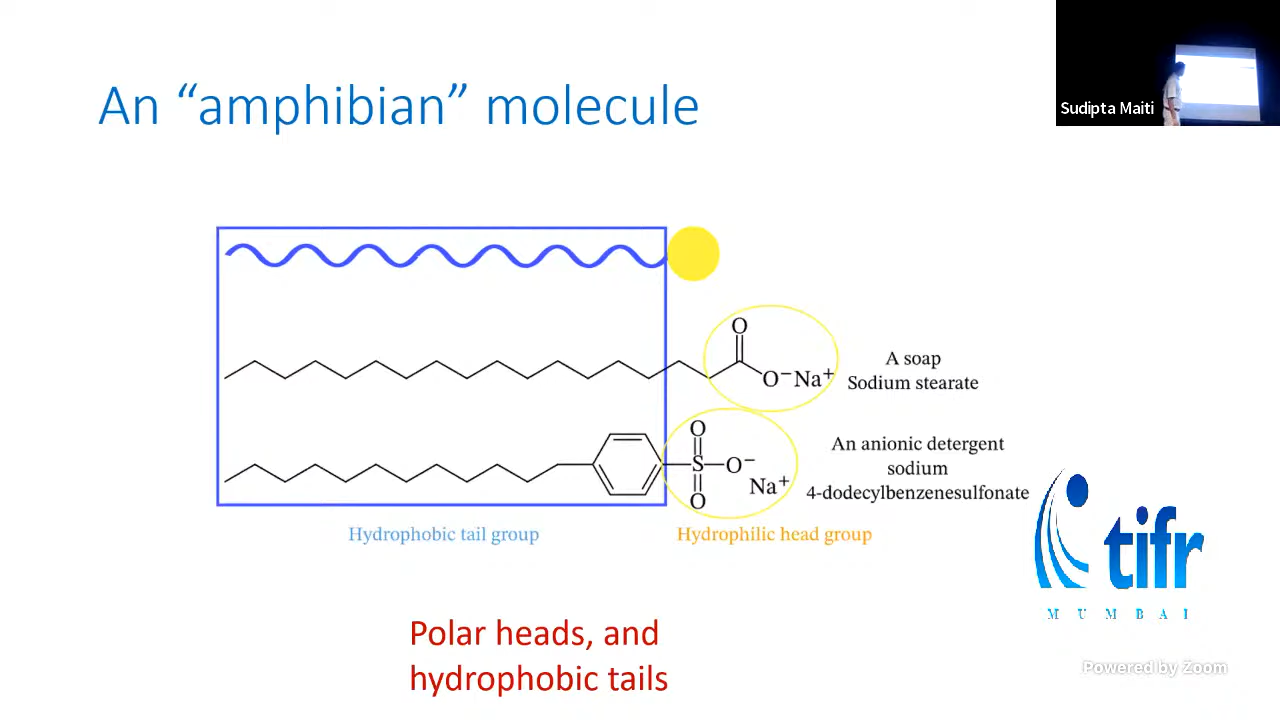 An “amphibian” molecule
Sudipta Maiti
O
O⁻Na⁺
A soap
Sodium stearate
O
S
O⁻
O
Na⁺
An anionic detergent
sodium
4-dodecylbenzenesulfonate
Hydrophobic tail group
Hydrophilic head group
tifr
MUMBAI
Polar heads, and
hydrophobic tails
Powered by Zoom